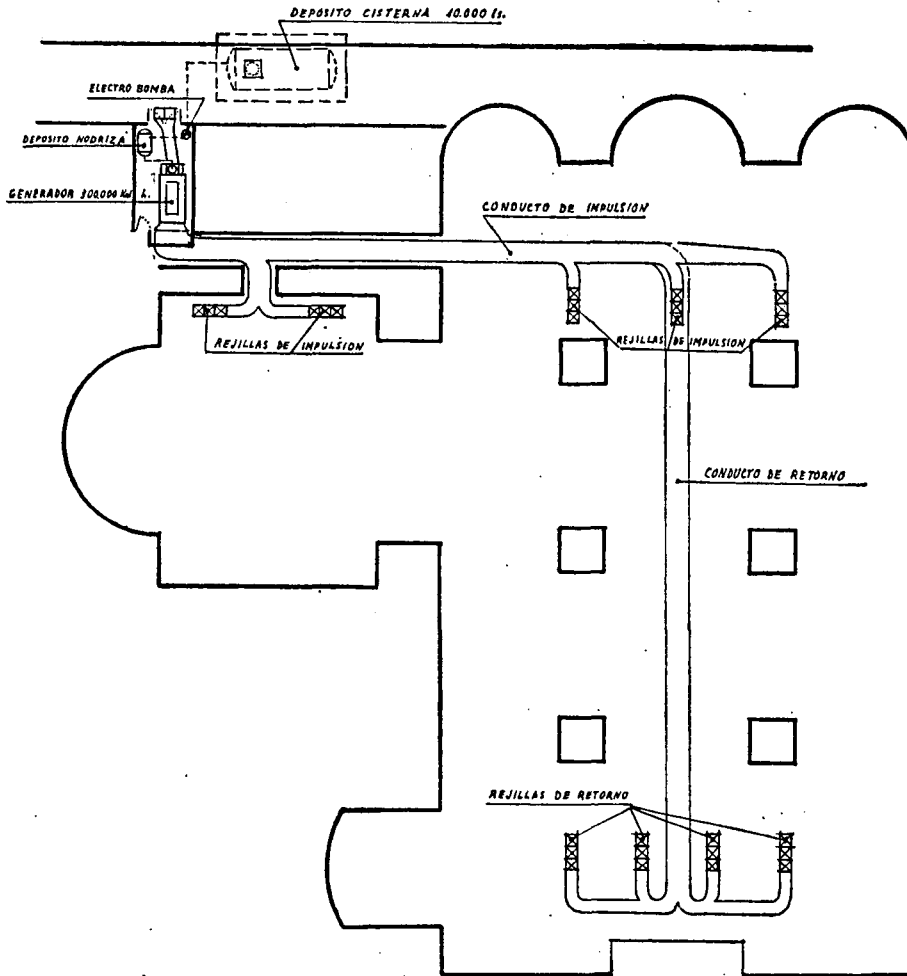 DEPOSITO CISTERNA 10.000 ls.
ELECTRO BOMBA
DEPOSITO NODRIZA
GENERADOR 300.000 h.
CONDUCTO DE IMPULSION
REJILLAS DE IMPULSION
REJILLAS DE IMPULSION
CONDUCTO DE RETORNO
REJILLAS DE RETORNO